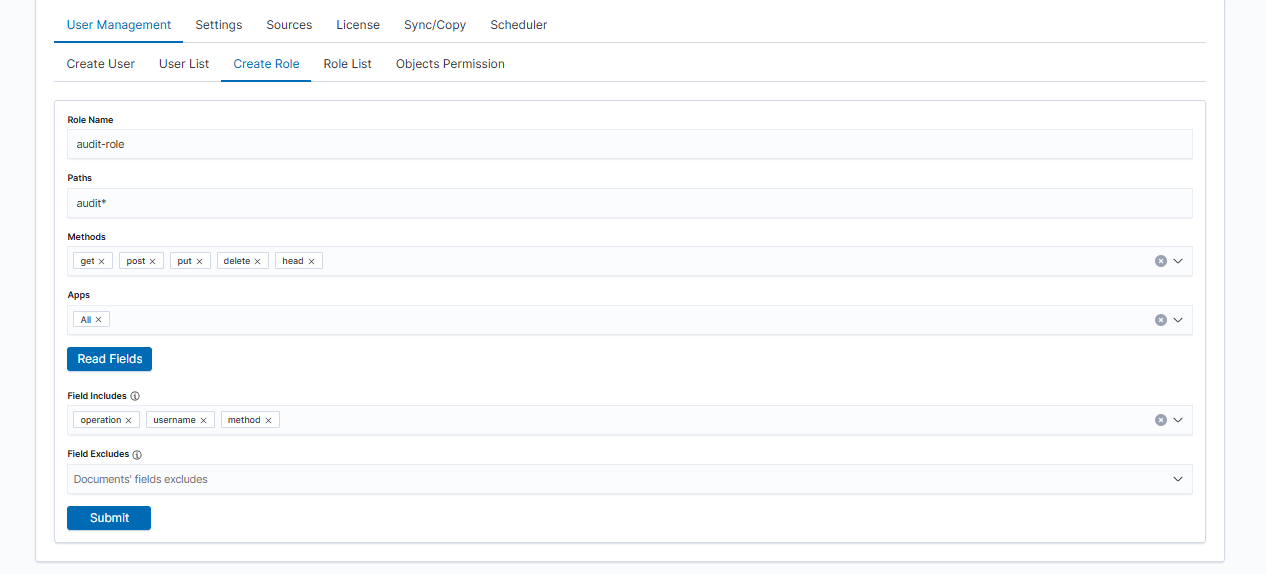 User Management Settings Sources License Sync/Copy Scheduler
Create User User List Create Role Role List Objects Permission
Role Name
audit-role
Paths
audit*
Methods
get post put delete head
Apps
All
Read Fields
Field Includes
operation username method
Field Excludes
Documents' fields excludes
Submit